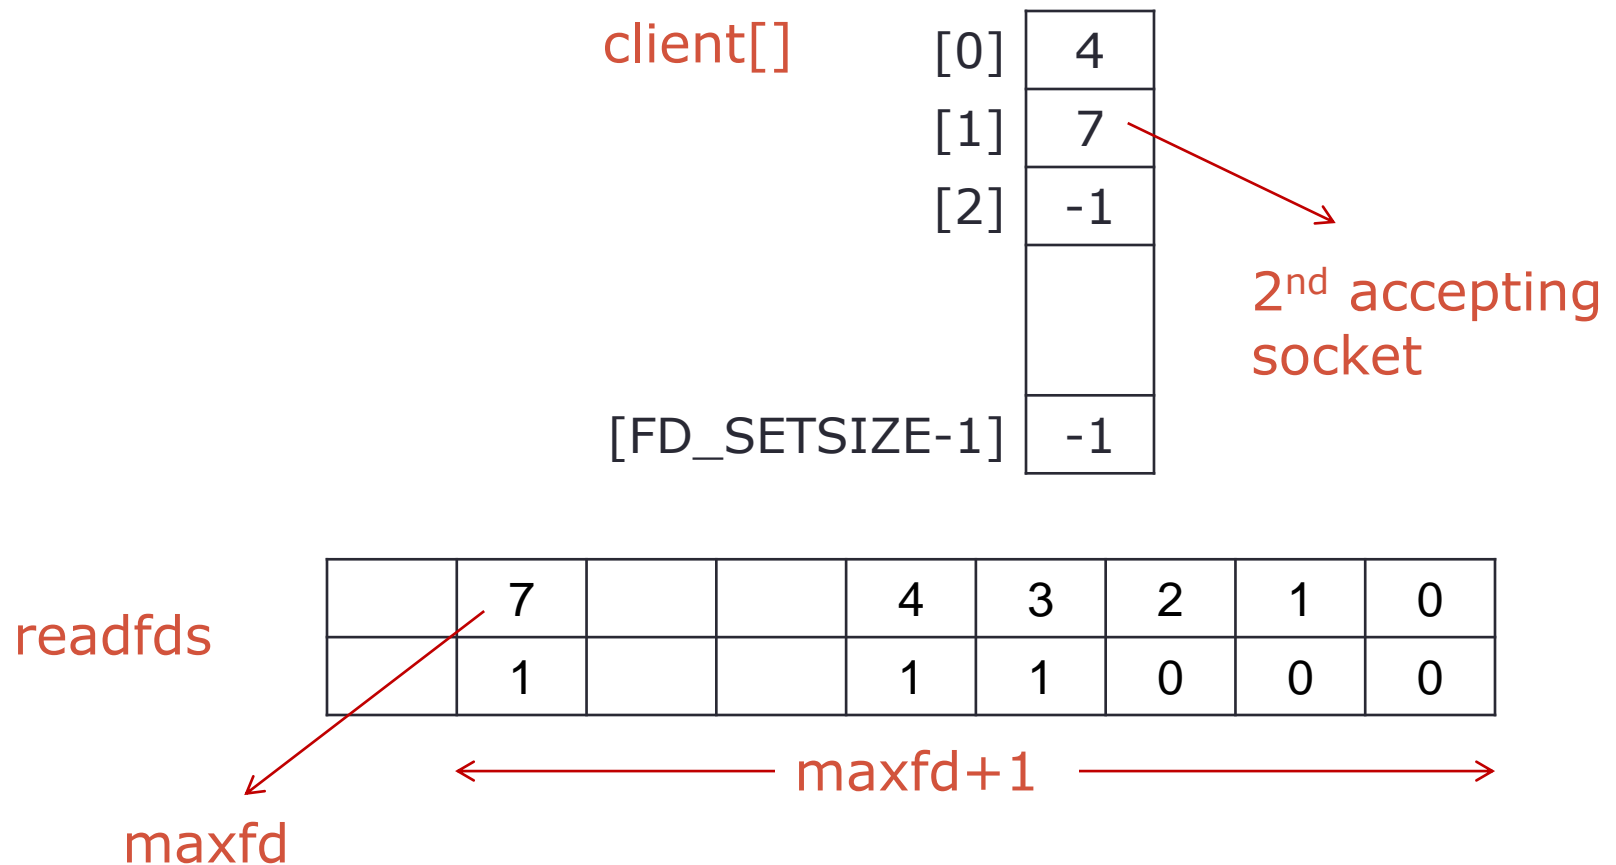 client[]
[0] 4
[1] 7
[2] -1
2nd accepting
socket
[FD_SETSIZE-1] -1
7 4 3 2 1 0
readfds
1 1 1 0 0 0
maxfd+1
maxfd